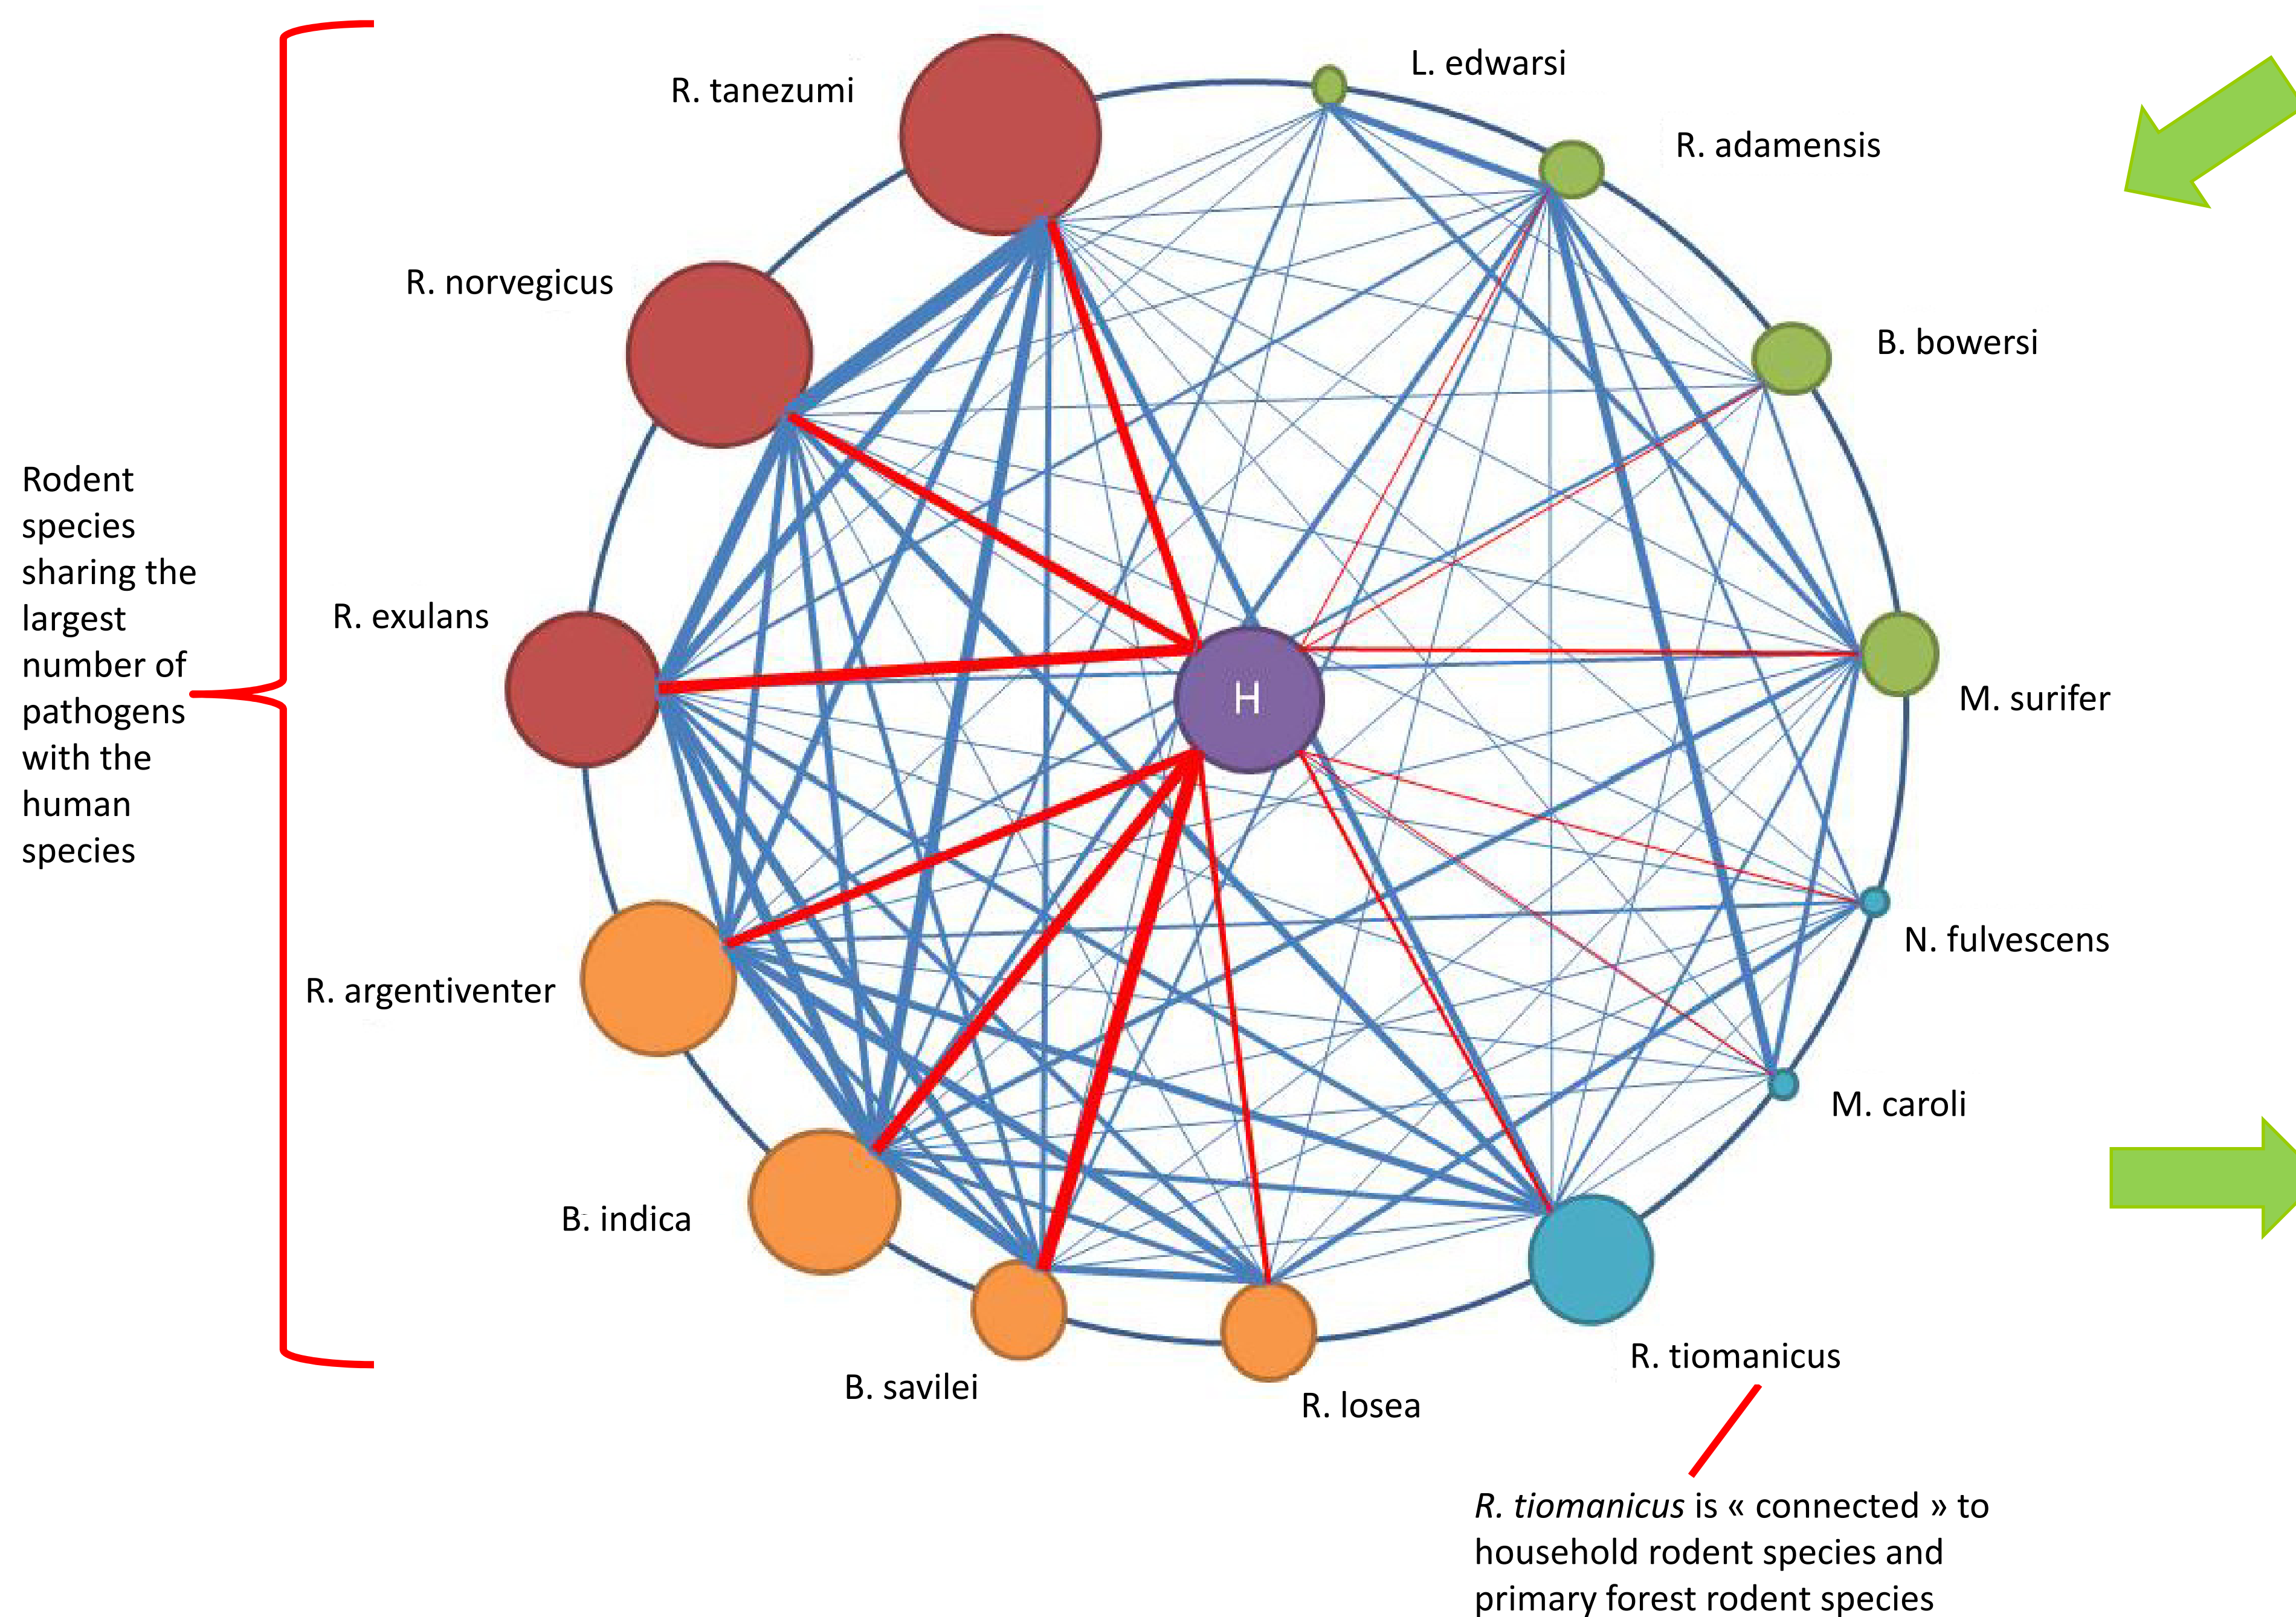 R. tanezumi
L. edwarsi
R. adamensis
R. norvegicus
B. bowersi
Rodent
species
sharing the
largest
number of
pathogens
with the
human
species
R. exulans
H
M. surifer
R. argentiventer
N. fulvescens
M. caroli
B. indica
B. savilei
R. losea
R. tiomanicus
R. tiomanicus is « connected » to
household rodent species and
primary forest rodent species